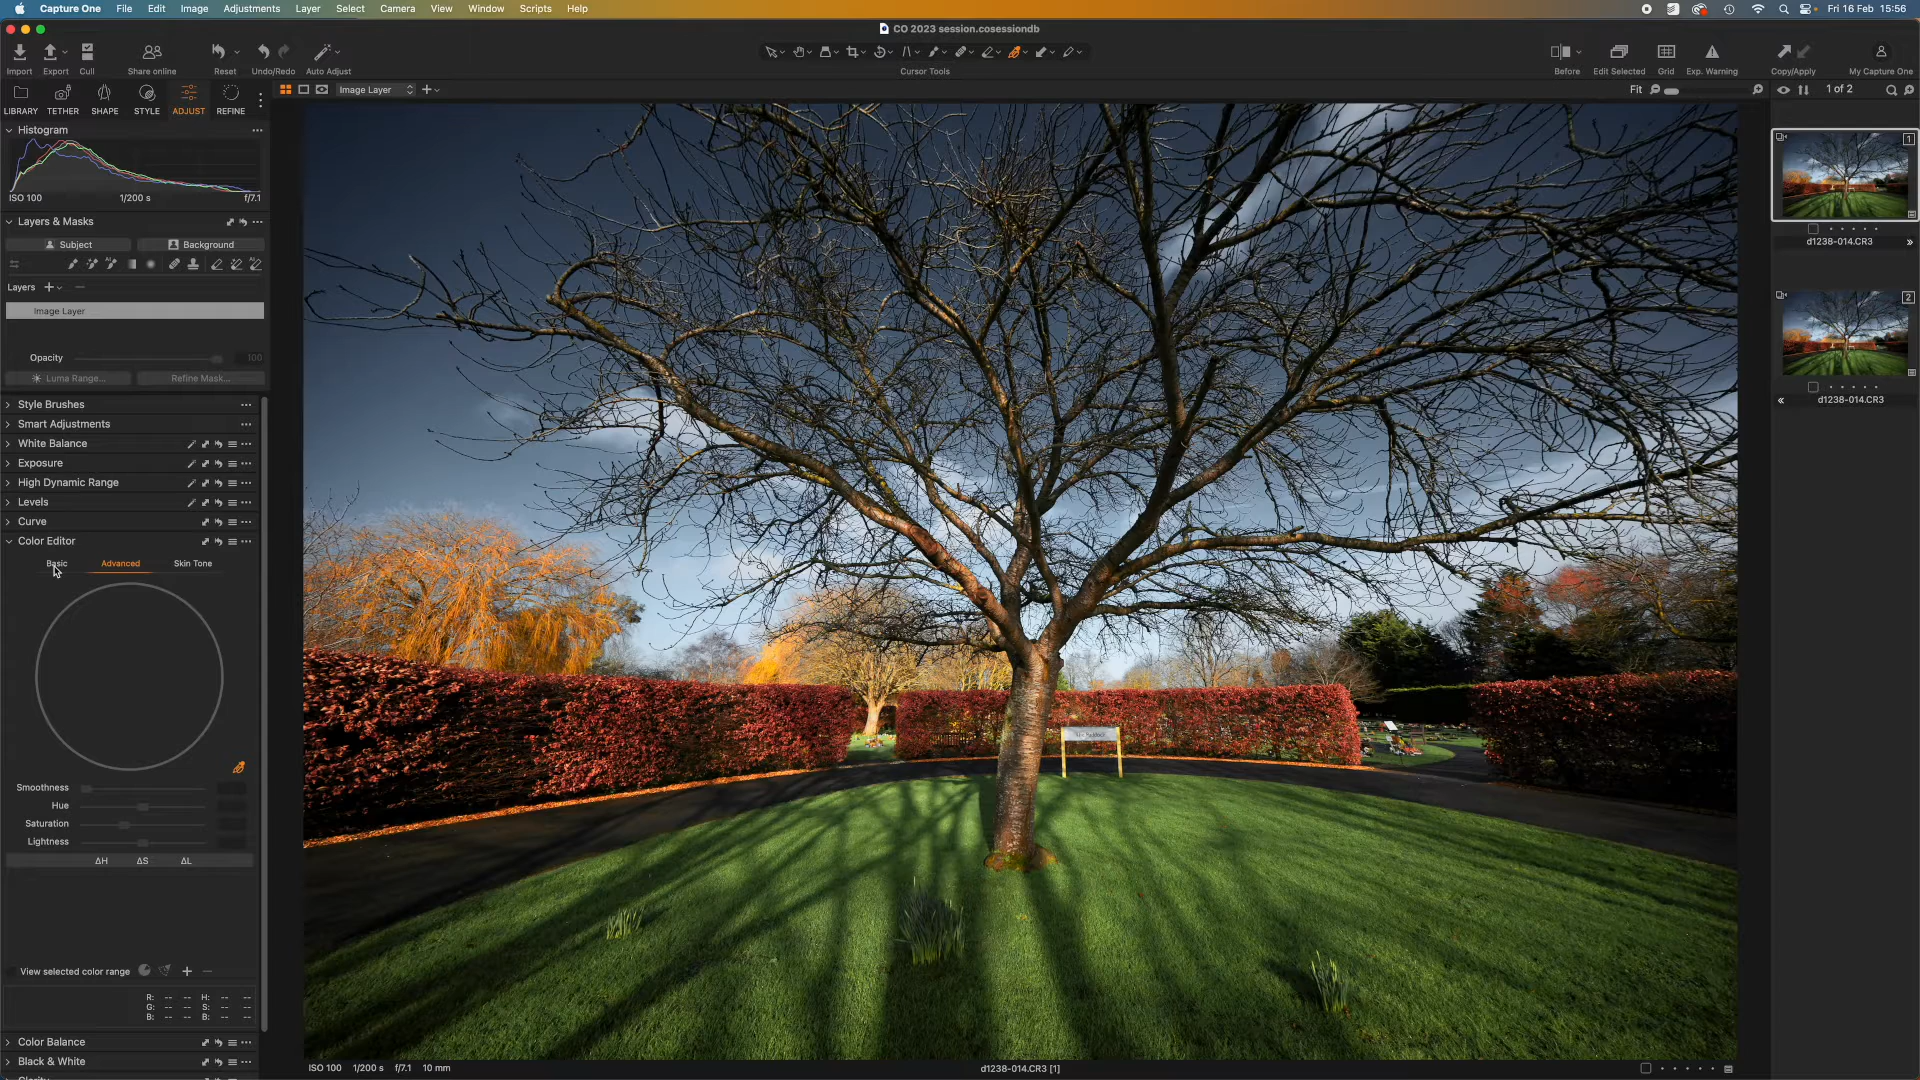 Capture One File Edit Image Adjustments Layer Select Camera View Window Scripts Help Fri 16 Feb 15:56
CO 2023 session.cosessiondb
Import Export Cull Share online Reset Undo/Redo Auto Adjust Cursor Tools Before Edit Selected Grid Exp. Warning Copy/Apply My Capture One
LIBRARY TETHER SHAPE STYLE ADJUST REFINE
Image Layer
Fit
1 of 2
Histogram
ISO 100 1/200 s f/7.1
Layers & Masks
Subject Background
Layers
Image Layer
Opacity 100
Luma Range... Refine Mask...
Style Brushes
Smart Adjustments
White Balance
Exposure
High Dynamic Range
Levels
Curve
Color Editor
Basic Advanced Skin Tone
Smoothness
Hue
Saturation
Lightness
ΔH ΔS ΔL
View selected color range
R: -- -- H: -- --
G: -- -- S: -- --
B: -- -- B: -- --
Color Balance
Black & White
Clarity
1
d1238-014.CR3
2
d1238-014.CR3
ISO 100 1/200 s f/7.1 10 mm
d1238-014.CR3 [1]